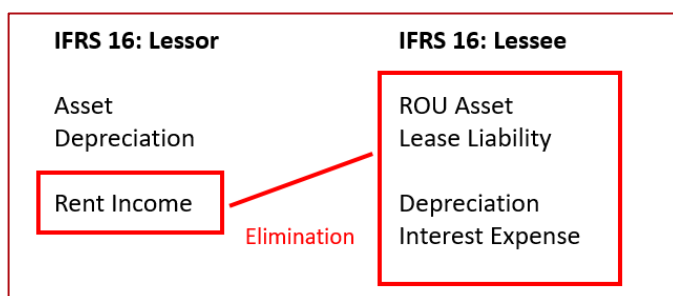 IFRS 16: Lessor
Asset
Depreciation
Rent Income
Elimination
IFRS 16: Lessee
ROU Asset
Lease Liability
Depreciation
Interest Expense